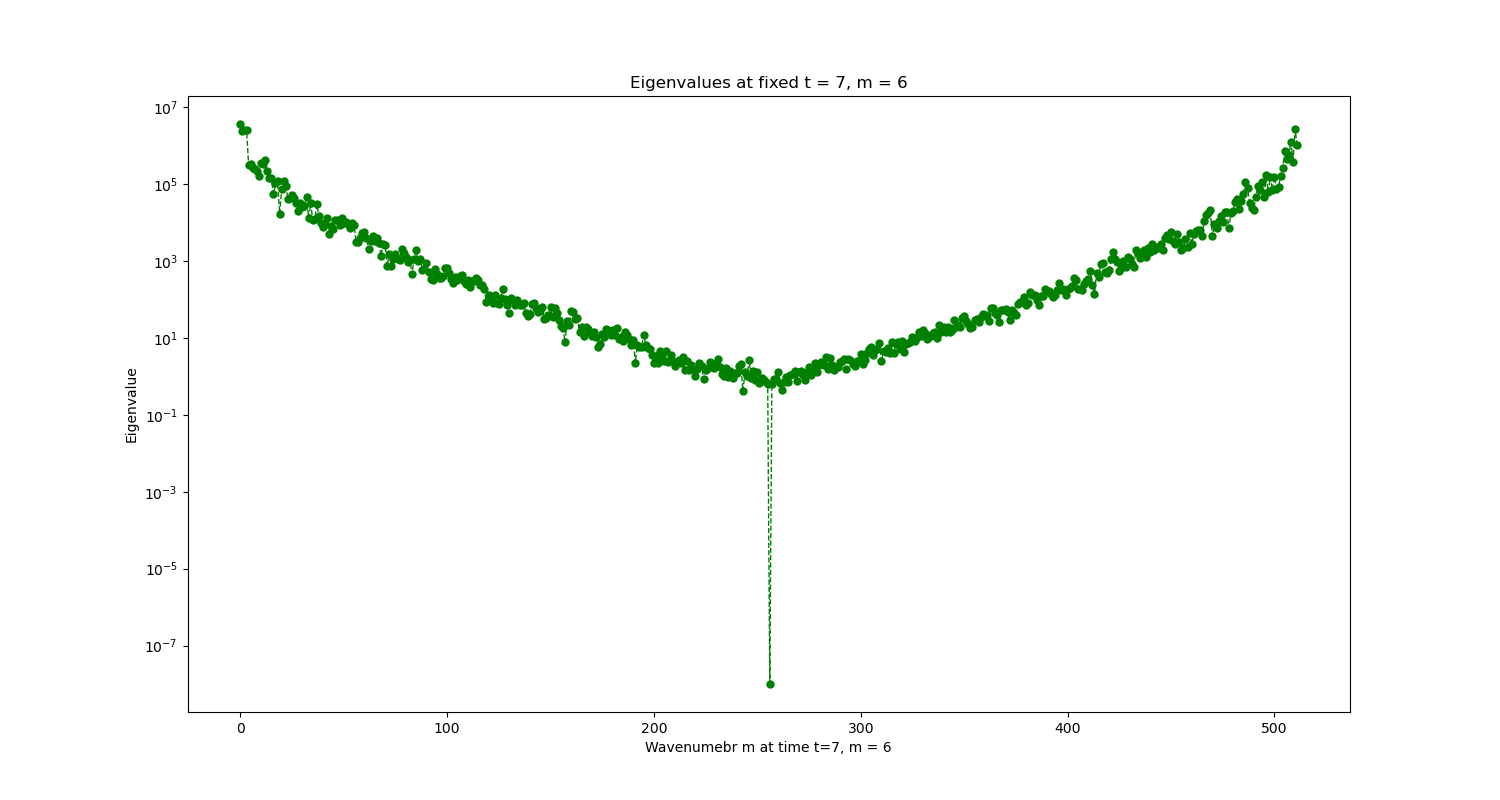 Eigenvalues at fixed t = 7, m = 6
10^7
10^5
10^3
10^1
10^-1
10^-3
10^-5
10^-7
Eigenvalue
0 100 200 300 400 500
Wavenumebr m at time t=7, m = 6